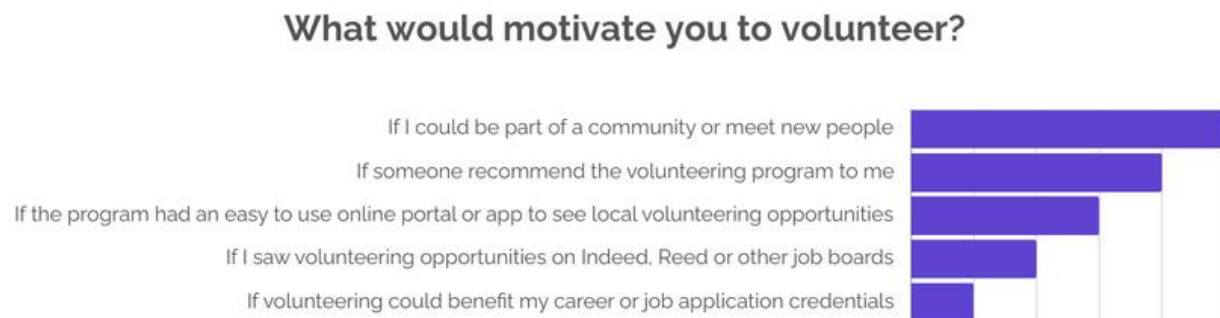 What would motivate you to volunteer?
If I could be part of a community or meet new people
If someone recommend the volunteering program to me
If the program had an easy to use online portal or app to see local volunteering opportunities
If I saw volunteering opportunities on Indeed, Reed or other job boards
If volunteering could benefit my career or job application credentials